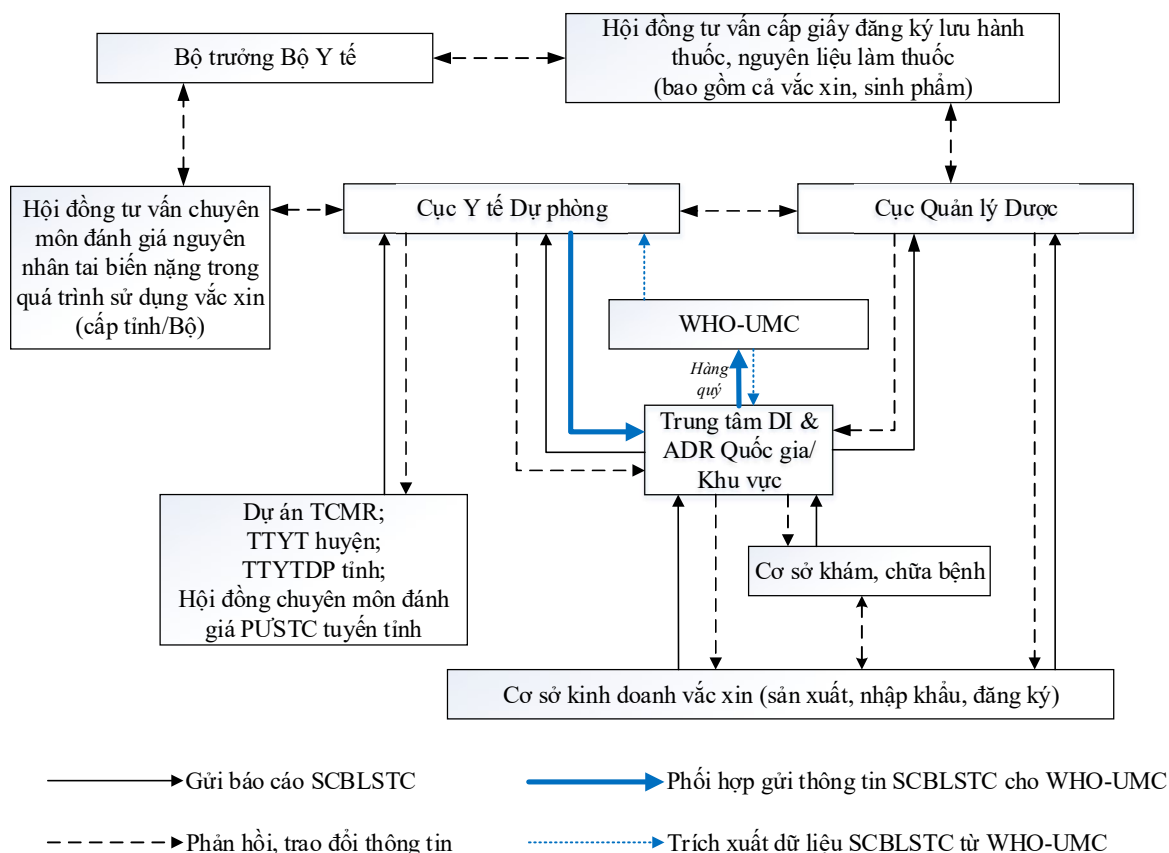 Bộ trưởng Bộ Y tế
Hội đồng tư vấn cấp giấy đăng ký lưu hành
thuốc, nguyên liệu làm thuốc
(bao gồm cả vắc xin, sinh phẩm)
Hội đồng tư vấn chuyên
môn đánh giá nguyên
nhân tai biến nặng trong
quá trình sử dụng vắc xin
(cấp tỉnh/Bộ)
Cục Y tế Dự phòng
Cục Quản lý Dược
WHO-UMC
Hàng
quý
Trung tâm DI &
ADR Quốc gia/
Khu vực
Dự án TCMR;
TTYT huyện;
TTYTDP tỉnh;
Hội đồng chuyên môn đánh
giá PƯSTC tuyến tỉnh
Cơ sở khám, chữa bệnh
Cơ sở kinh doanh vắc xin (sản xuất, nhập khẩu, đăng ký)
Gửi báo cáo SCBLSTC
Phối hợp gửi thông tin SCBLSTC cho WHO-UMC
Phản hồi, trao đổi thông tin
Trích xuất dữ liệu SCBLSTC từ WHO-UMC